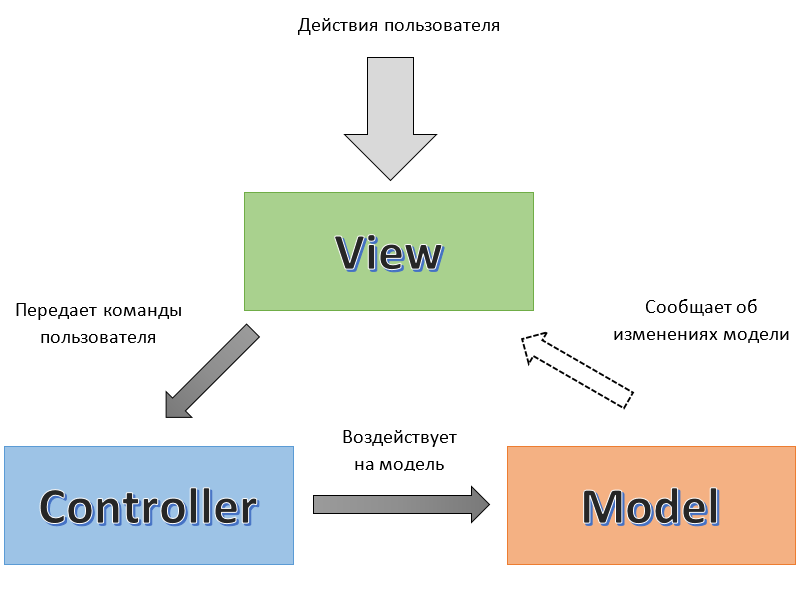 Действия пользователя
View
Передает команды
пользователя
Сообщает об
изменениях модели
Воздействует
на модель
Controller
Model